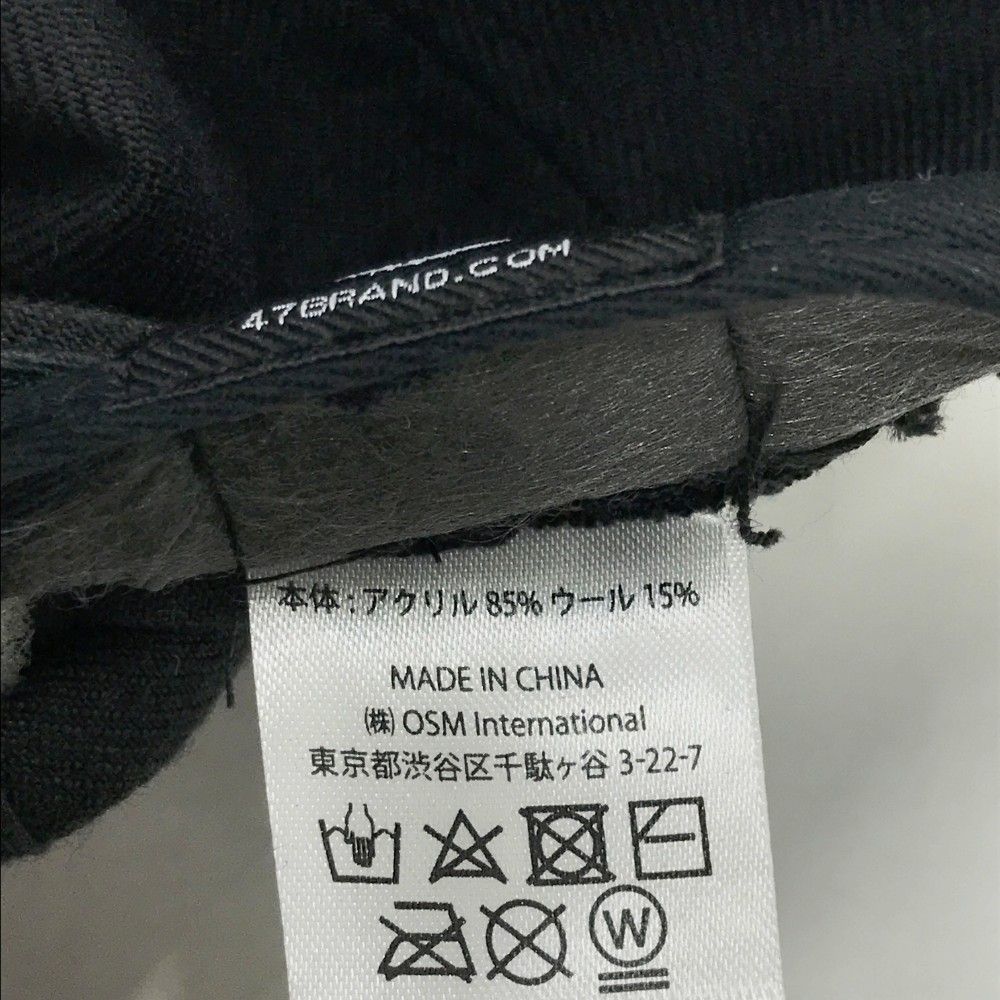 47BRAND.COM
本体 : アクリル 85% ウール 15%
MADE IN CHINA
㈱ OSM International
東京都渋谷区千駄ヶ谷 3-22-7
W